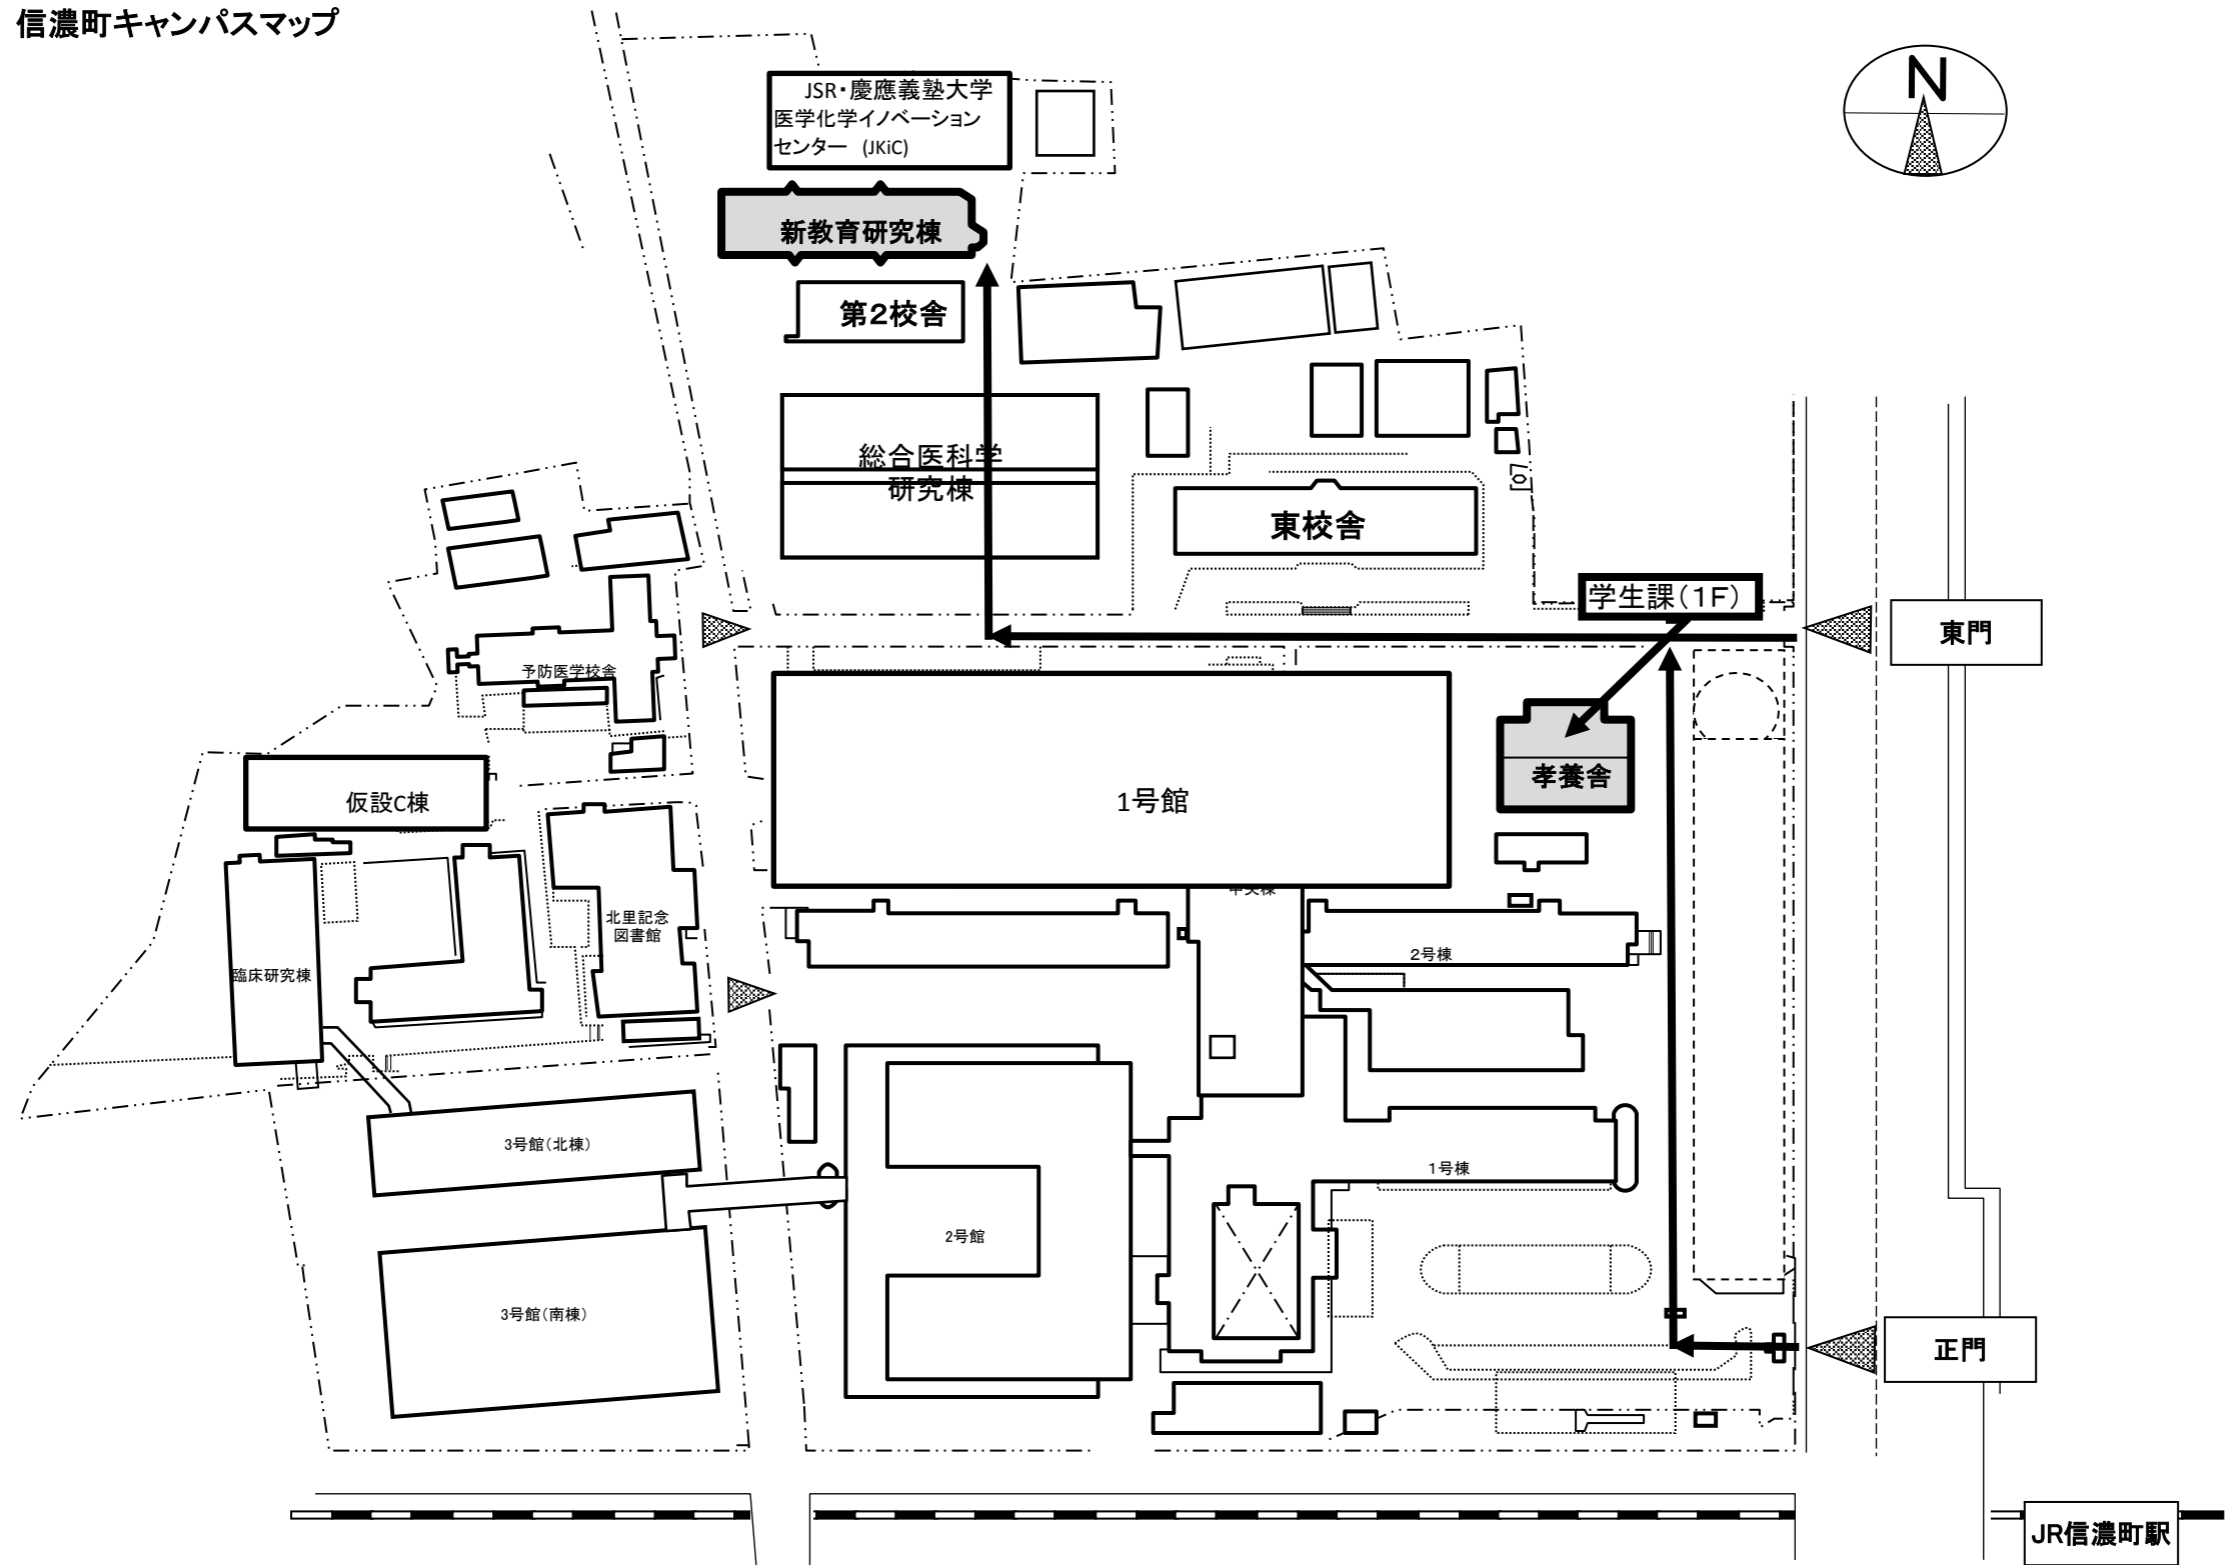 信濃町キャンパスマップ
N
JSR・慶應義塾大学
医学化学イノベーション
センター (JKiC)
新教育研究棟
第2校舎
総合医科学
研究棟
東校舎
学生課(1F)
東門
予防医学校舎
孝養舎
仮設C棟
1号館
中央棟
北里記念
図書館
2号棟
臨床研究棟
3号館(北棟)
1号棟
2号館
3号館(南棟)
正門
JR信濃町駅